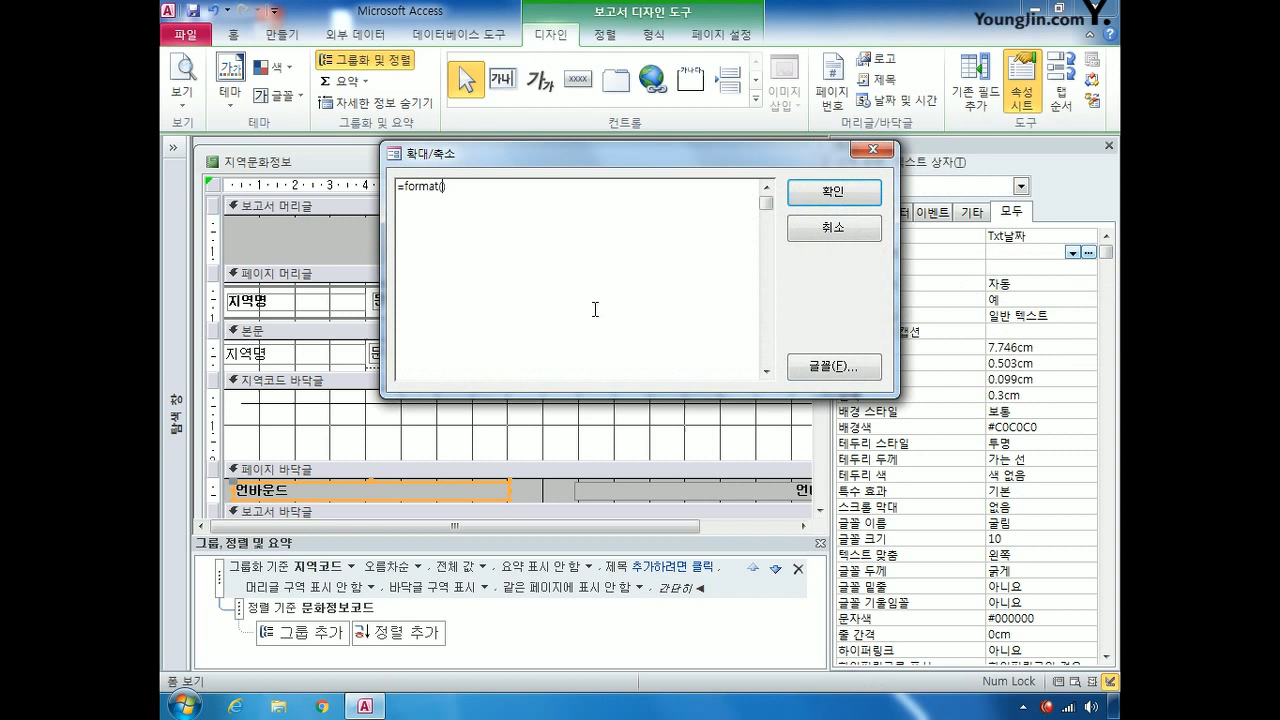 Microsoft Access
보고서 디자인 도구
YoungJin.com Y.
파일
홈
만들기
외부 데이터
데이터베이스 도구
디자인
정렬
형식
페이지 설정
보기
테마
색
글꼴
그룹화 및 정렬
Σ 요약
자세한 정보 숨기기
가나
가가
xxxx
가나다
이미지 삽입
페이지 번호
로고
제목
날짜 및 시간
기존 필드 추가
속성 시트
탭 순서
보기
테마
그룹화 및 요약
컨트롤
머리글/바닥글
도구
지역문화정보
보고서 머리글
페이지 머리글
지역명
본문
지역명
지역코드 바닥글
페이지 바닥글
언바운드
보고서 바닥글
탐색 창
확대/축소
=format()
확인
취소
글꼴(F)...
스트 상자(T)
이벤트
기타
모두
Txt날짜
자동
예
일반 텍스트
캡션
7.746cm
0.503cm
0.099cm
0.3cm
배경 스타일 보통
배경색 #C0C0C0
테두리 스타일 투명
테두리 두께 가는 선
테두리 색 색 없음
특수 효과 기본
스크롤 막대 없음
글꼴 이름 굴림
글꼴 크기 10
텍스트 맞춤 왼쪽
글꼴 두께 굵게
글꼴 밑줄 아니요
글꼴 기울임꼴 아니요
문자색 #000000
줄 간격 0cm
하이퍼링크 아니요
그룹, 정렬 및 요약
그룹화 기준 지역코드 오름차순 , 전체 값 , 요약 표시 안 함 , 제목 추가하려면 클릭 ,
머리글 구역 표시 안 함 , 바닥글 구역 표시 , 같은 페이지에 표시 안 함 , 간단히
정렬 기준 문화정보코드
그룹 추가
정렬 추가
폼 보기
Num Lock